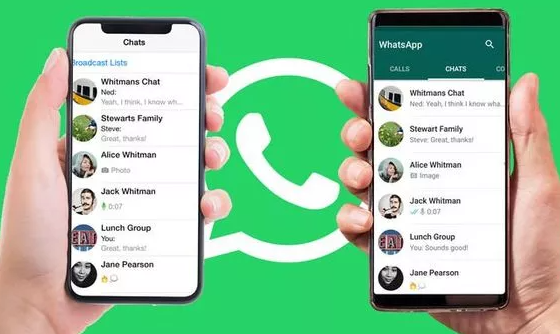 Chats
Broadcast Lists
Whitmans Chat
Ned:
Yeah, I think, I know wh...
Stewarts Family
Steve:
Great, thanks!
Alice Whitman
Photo
Jack Whitman
0:07
Lunch Group
You:
Great, thanks!
Jane Pearson
EAT
WhatsApp
CALLS
CHATS
CO
Whitmans Chat
Ned: Yeah, I think I know wha...
Stewart Family
Steve: Great, thanks!
Alice Whitman
Image
Jack Whitman
0:07
Lunch Group
You: Sounds good!
Jane Pearson
EAT